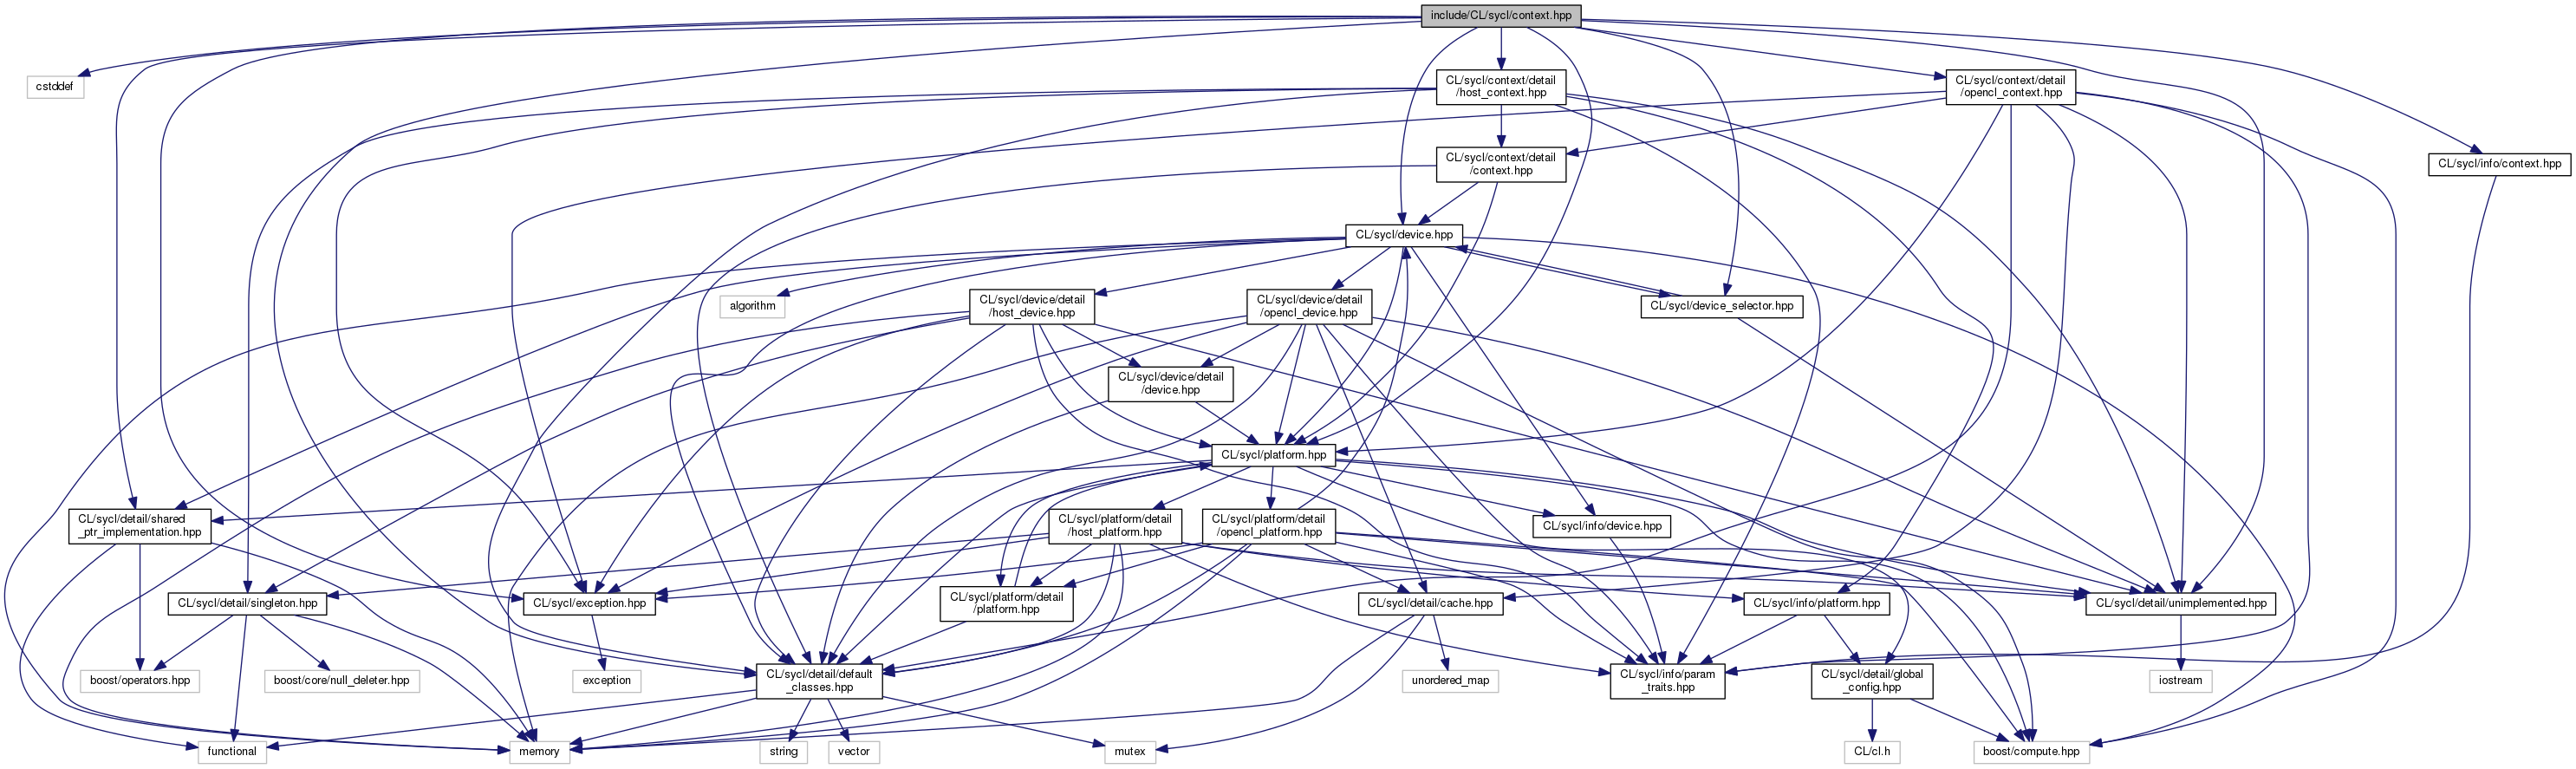 include/CL/sycl/context.hpp
cstddef
CL/sycl/context/detail
/host_context.hpp
CL/sycl/context/detail
/opencl_context.hpp
CL/sycl/context/detail
/context.hpp
CL/sycl/info/context.hpp
CL/sycl/device.hpp
algorithm
CL/sycl/device/detail
/host_device.hpp
CL/sycl/device/detail
/opencl_device.hpp
CL/sycl/device_selector.hpp
CL/sycl/device/detail
/device.hpp
CL/sycl/platform.hpp
CL/sycl/detail/shared
_ptr_implementation.hpp
CL/sycl/platform/detail
/host_platform.hpp
CL/sycl/platform/detail
/opencl_platform.hpp
CL/sycl/info/device.hpp
CL/sycl/detail/singleton.hpp
CL/sycl/exception.hpp
CL/sycl/platform/detail
/platform.hpp
CL/sycl/detail/cache.hpp
CL/sycl/info/platform.hpp
CL/sycl/detail/unimplemented.hpp
boost/operators.hpp
boost/core/null_deleter.hpp
exception
CL/sycl/detail/default
_classes.hpp
unordered_map
CL/sycl/info/param
_traits.hpp
CL/sycl/detail/global
_config.hpp
iostream
functional
memory
string
vector
mutex
CL/cl.h
boost/compute.hpp